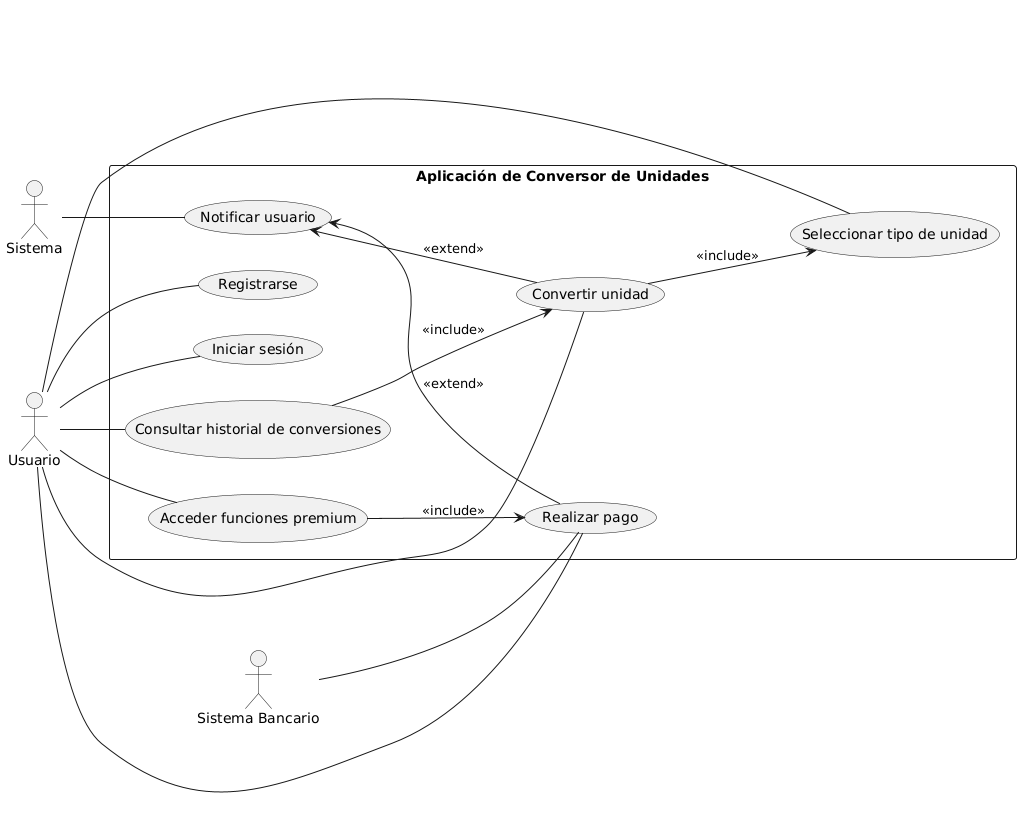 Aplicación de Conversor de Unidades
Sistema
Notificar usuario
Seleccionar tipo de unidad
«extend»
«include»
Registrarse
Convertir unidad
«include»
Iniciar sesión
«extend»
Usuario
Consultar historial de conversiones
Acceder funciones premium
«include»
Realizar pago
Sistema Bancario